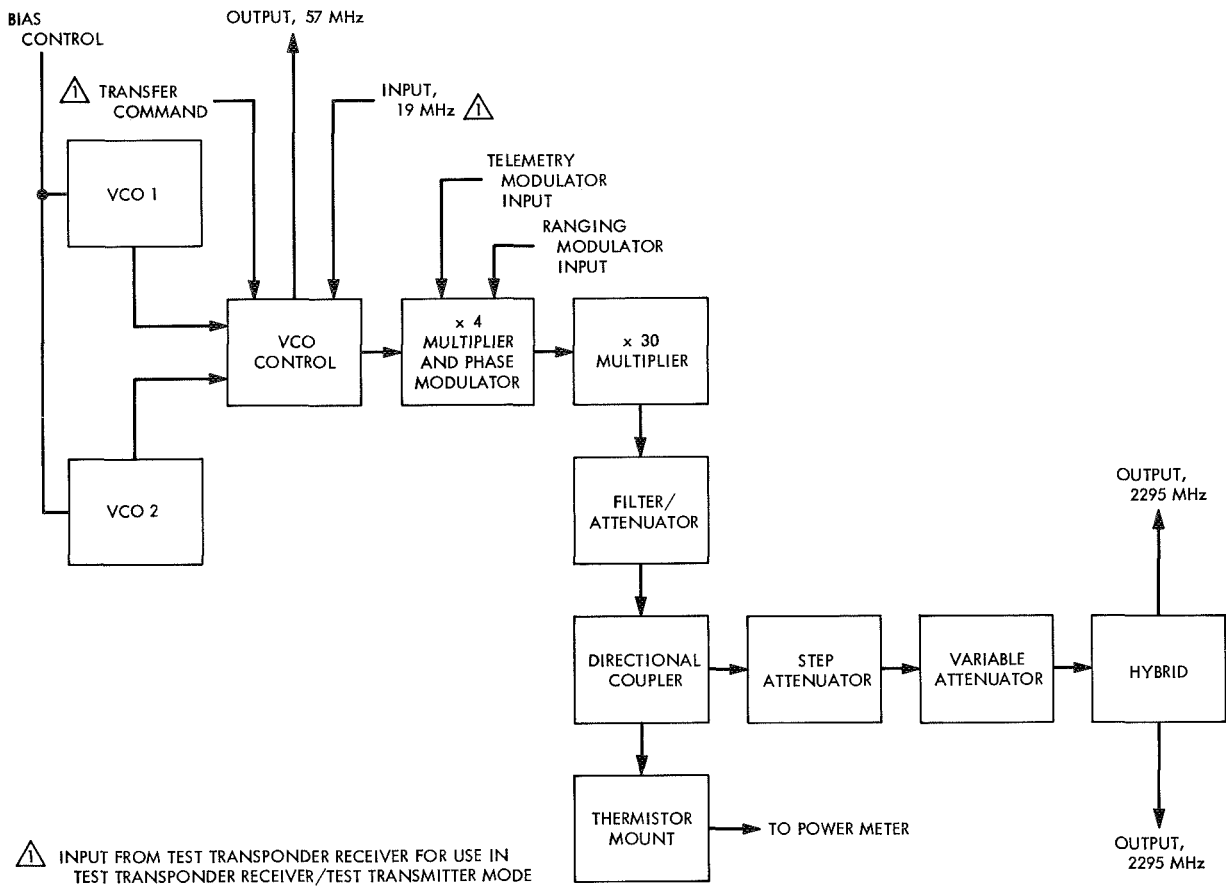 BIAS
CONTROL
OUTPUT, 57 MHz
1 TRANSFER
COMMAND
INPUT,
19 MHz 1
TELEMETRY
MODULATOR
INPUT
RANGING
MODULATOR
INPUT
VCO 1
VCO 2
VCO
CONTROL
x 4
MULTIPLIER
AND PHASE
MODULATOR
x 30
MULTIPLIER
FILTER/
ATTENUATOR
DIRECTIONAL
COUPLER
STEP
ATTENUATOR
VARIABLE
ATTENUATOR
HYBRID
OUTPUT,
2295 MHz
OUTPUT,
2295 MHz
THERMISTOR
MOUNT
TO POWER METER
1 INPUT FROM TEST TRANSPONDER RECEIVER FOR USE IN
TEST TRANSPONDER RECEIVER/TEST TRANSMITTER MODE